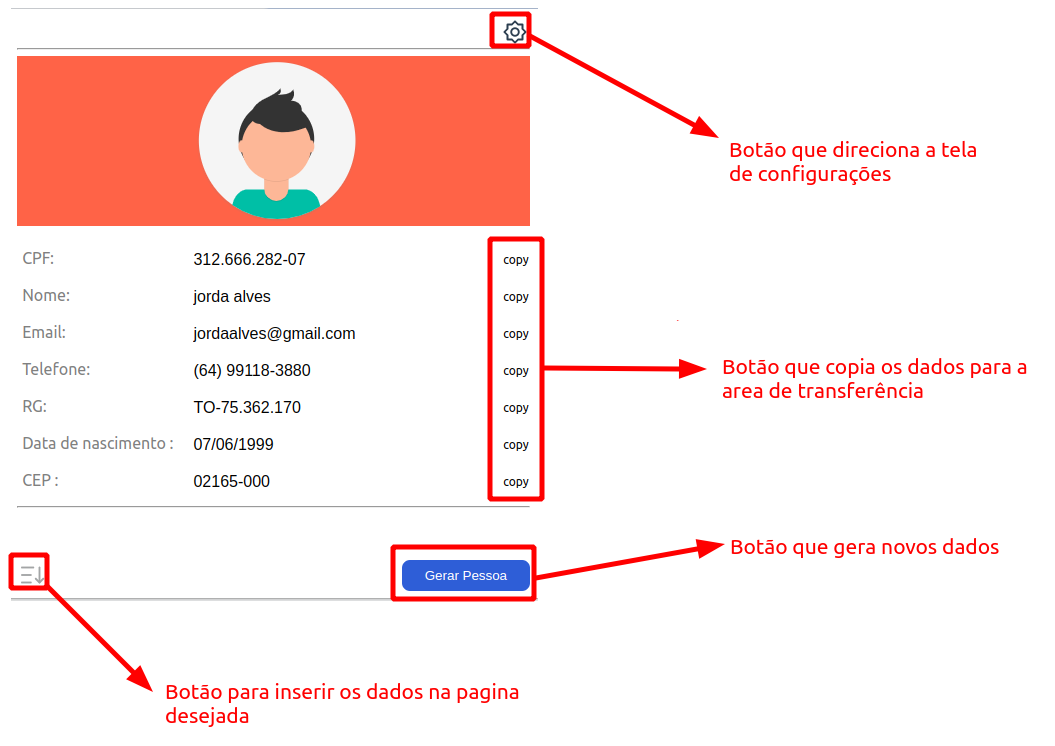 Botão que direciona a tela
de configurações
CPF: 312.666.282-07 copy
Nome: jorda alves copy
Email: jordaalves@gmail.com copy
Telefone: (64) 99118-3880 copy
RG: TO-75.362.170 copy
Data de nascimento : 07/06/1999 copy
CEP : 02165-000 copy
Botão que copia os dados para a
area de transferência
Gerar Pessoa
Botão que gera novos dados
Botão para inserir os dados na pagina
desejada